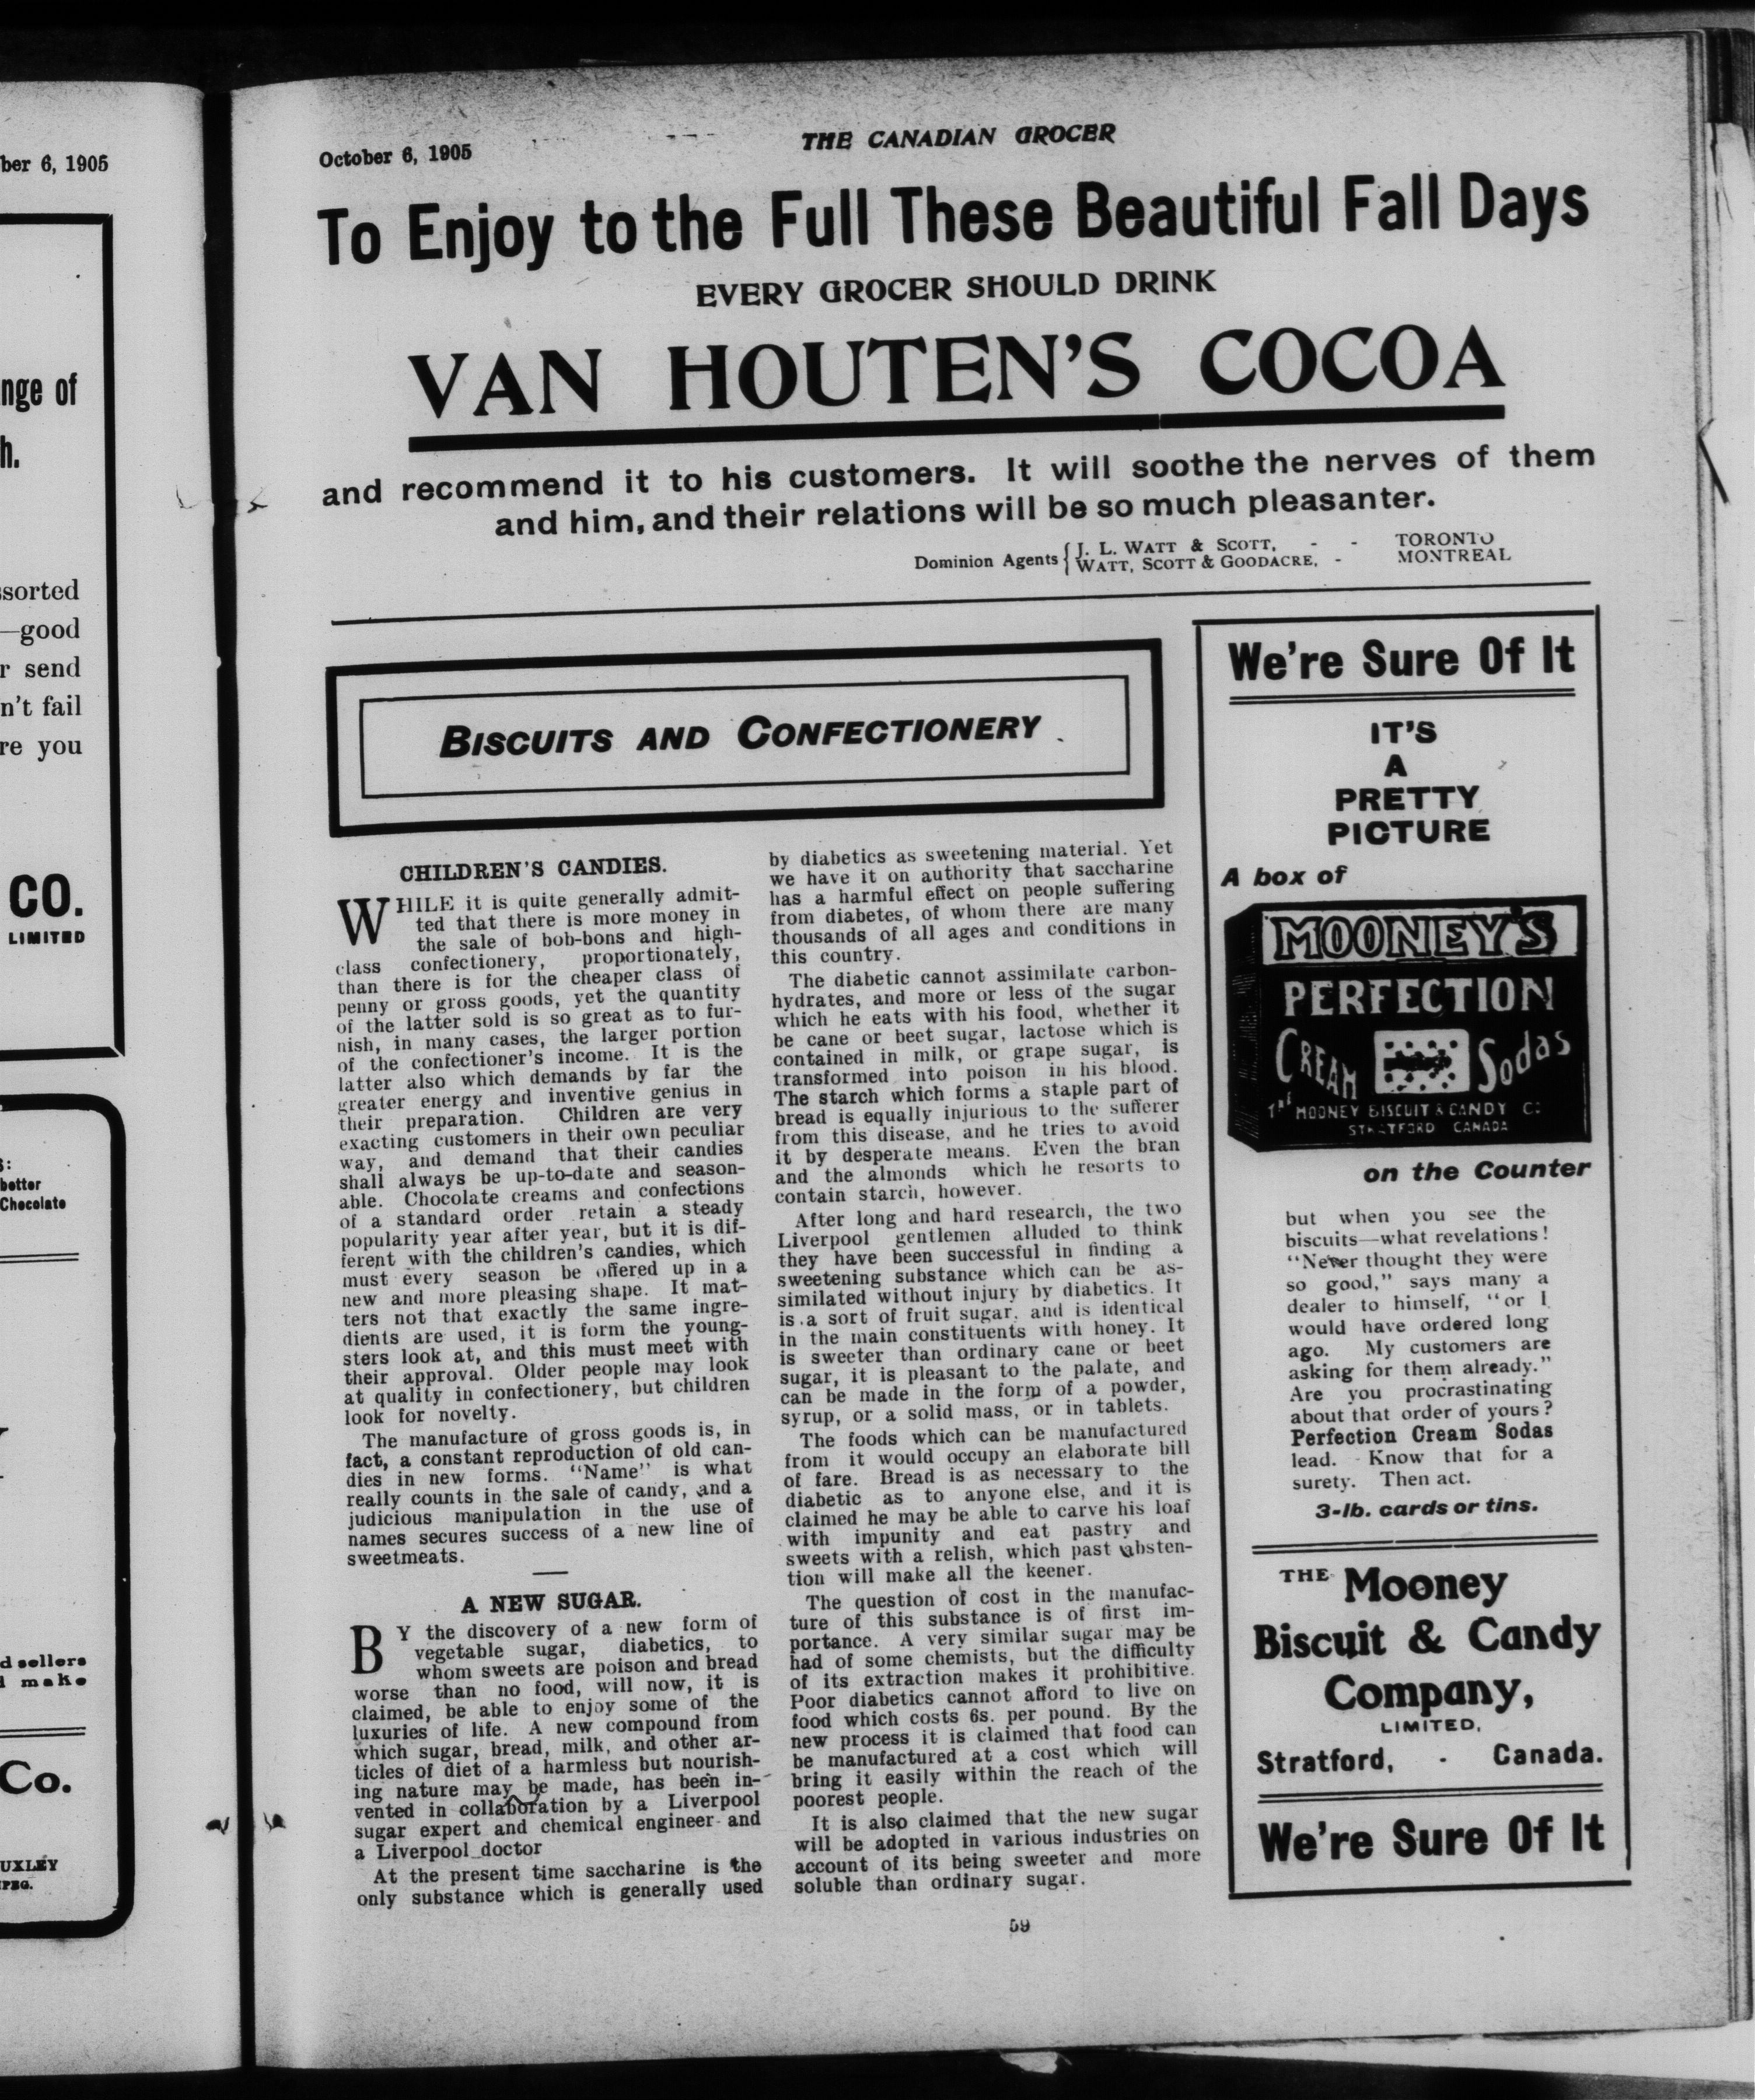 ber 6, 1905
nge of
h.
ssorted
—good
r send
n't fail
re you
CO.
LIMITED
better
Chocolate
d sellers
d make
Co.
UXLEY
October 6, 1905
THE CANADIAN GROCER
To Enjoy to the Full These Beautiful Fall Days
EVERY GROCER SHOULD DRINK
VAN HOUTEN'S COCOA
and recommend it to his customers. It will soothe the nerves of them
and him, and their relations will be so much pleasanter.
Dominion Agents { J. L. WATT & SCOTT, - - TORONTO
WATT, SCOTT & GOODACRE, - MONTREAL
BISCUITS AND CONFECTIONERY
CHILDREN'S CANDIES.
WHILE it is quite generally admit-
ted that there is more money in
the sale of bob-bons and high-
class confectionery, proportionately,
than there is for the cheaper class of
penny or gross goods, yet the quantity
of the latter sold is so great as to fur-
nish, in many cases, the larger portion
of the confectioner's income. It is the
latter also which demands by far the
greater energy and inventive genius in
their preparation. Children are very
exacting customers in their own peculiar
way, and demand that their candies
shall always be up-to-date and season-
able. Chocolate creams and confections
of a standard order retain a steady
popularity year after year, but it is dif-
ferent with the children's candies, which
must every season be offered up in a
new and more pleasing shape. It mat-
ters not that exactly the same ingre-
dients are used, it is form the young-
sters look at, and this must meet with
their approval. Older people may look
at quality in confectionery, but children
look for novelty.
The manufacture of gross goods is, in
fact, a constant reproduction of old can-
dies in new forms. "Name" is what
really counts in the sale of candy, and a
judicious manipulation in the use of
names secures success of a new line of
sweetmeats.
A NEW SUGAR.
BY the discovery of a new form of
vegetable sugar, diabetics, to
whom sweets are poison and bread
worse than no food, will now, it is
claimed, be able to enjoy some of the
luxuries of life. A new compound from
which sugar, bread, milk, and other ar-
ticles of diet of a harmless but nourish-
ing nature may be made, has been in-
vented in collaboration by a Liverpool
sugar expert and chemical engineer and
a Liverpool doctor
At the present time saccharine is the
only substance which is generally used
by diabetics as sweetening material. Yet
we have it on authority that saccharine
has a harmful effect on people suffering
from diabetes, of whom there are many
thousands of all ages and conditions in
this country.
The diabetic cannot assimilate carbon-
hydrates, and more or less of the sugar
which he eats with his food, whether it
be cane or beet sugar, lactose which is
contained in milk, or grape sugar, is
transformed into poison in his blood.
The starch which forms a staple part of
bread is equally injurious to the sufferer
from this disease, and he tries to avoid
it by desperate means. Even the bran
and the almonds which he resorts to
contain starch, however.
After long and hard research, the two
Liverpool gentlemen alluded to think
they have been successful in finding a
sweetening substance which can be as-
similated without injury by diabetics. It
is a sort of fruit sugar, and is identical
in the main constituents with honey. It
is sweeter than ordinary cane or beet
sugar, it is pleasant to the palate, and
can be made in the form of a powder,
syrup, or a solid mass, or in tablets.
The foods which can be manufactured
from it would occupy an elaborate bill
of fare. Bread is as necessary to the
diabetic as to anyone else, and it is
claimed he may be able to carve his loaf
with impunity and eat pastry and
sweets with a relish, which past absten-
tion will make all the keener.
The question of cost in the manufac-
ture of this substance is of first im-
portance. A very similar sugar may be
had of some chemists, but the difficulty
of its extraction makes it prohibitive.
Poor diabetics cannot afford to live on
food which costs 6s. per pound. By the
new process it is claimed that food can
be manufactured at a cost which will
bring it easily within the reach of the
poorest people.
It is also claimed that the new sugar
will be adopted in various industries on
account of its being sweeter and more
soluble than ordinary sugar.
We're Sure Of It
IT'S
A
PRETTY
PICTURE
A box of
MOONEY'S
PERFECTION
CREAM Sodas
MOONEY BISCUIT & CANDY Co
STRATFORD CANADA
on the Counter
but when you see the
biscuits—what revelations!
"Never thought they were
so good," says many a
dealer to himself, "or I
would have ordered long
ago. My customers are
asking for them already."
Are you procrastinating
about that order of yours?
Perfection Cream Sodas
lead. Know that for a
surety. Then act.
3-lb. cards or tins.
THE Mooney
Biscuit & Candy
Company,
LIMITED,
Stratford, - Canada.
We're Sure Of It
59